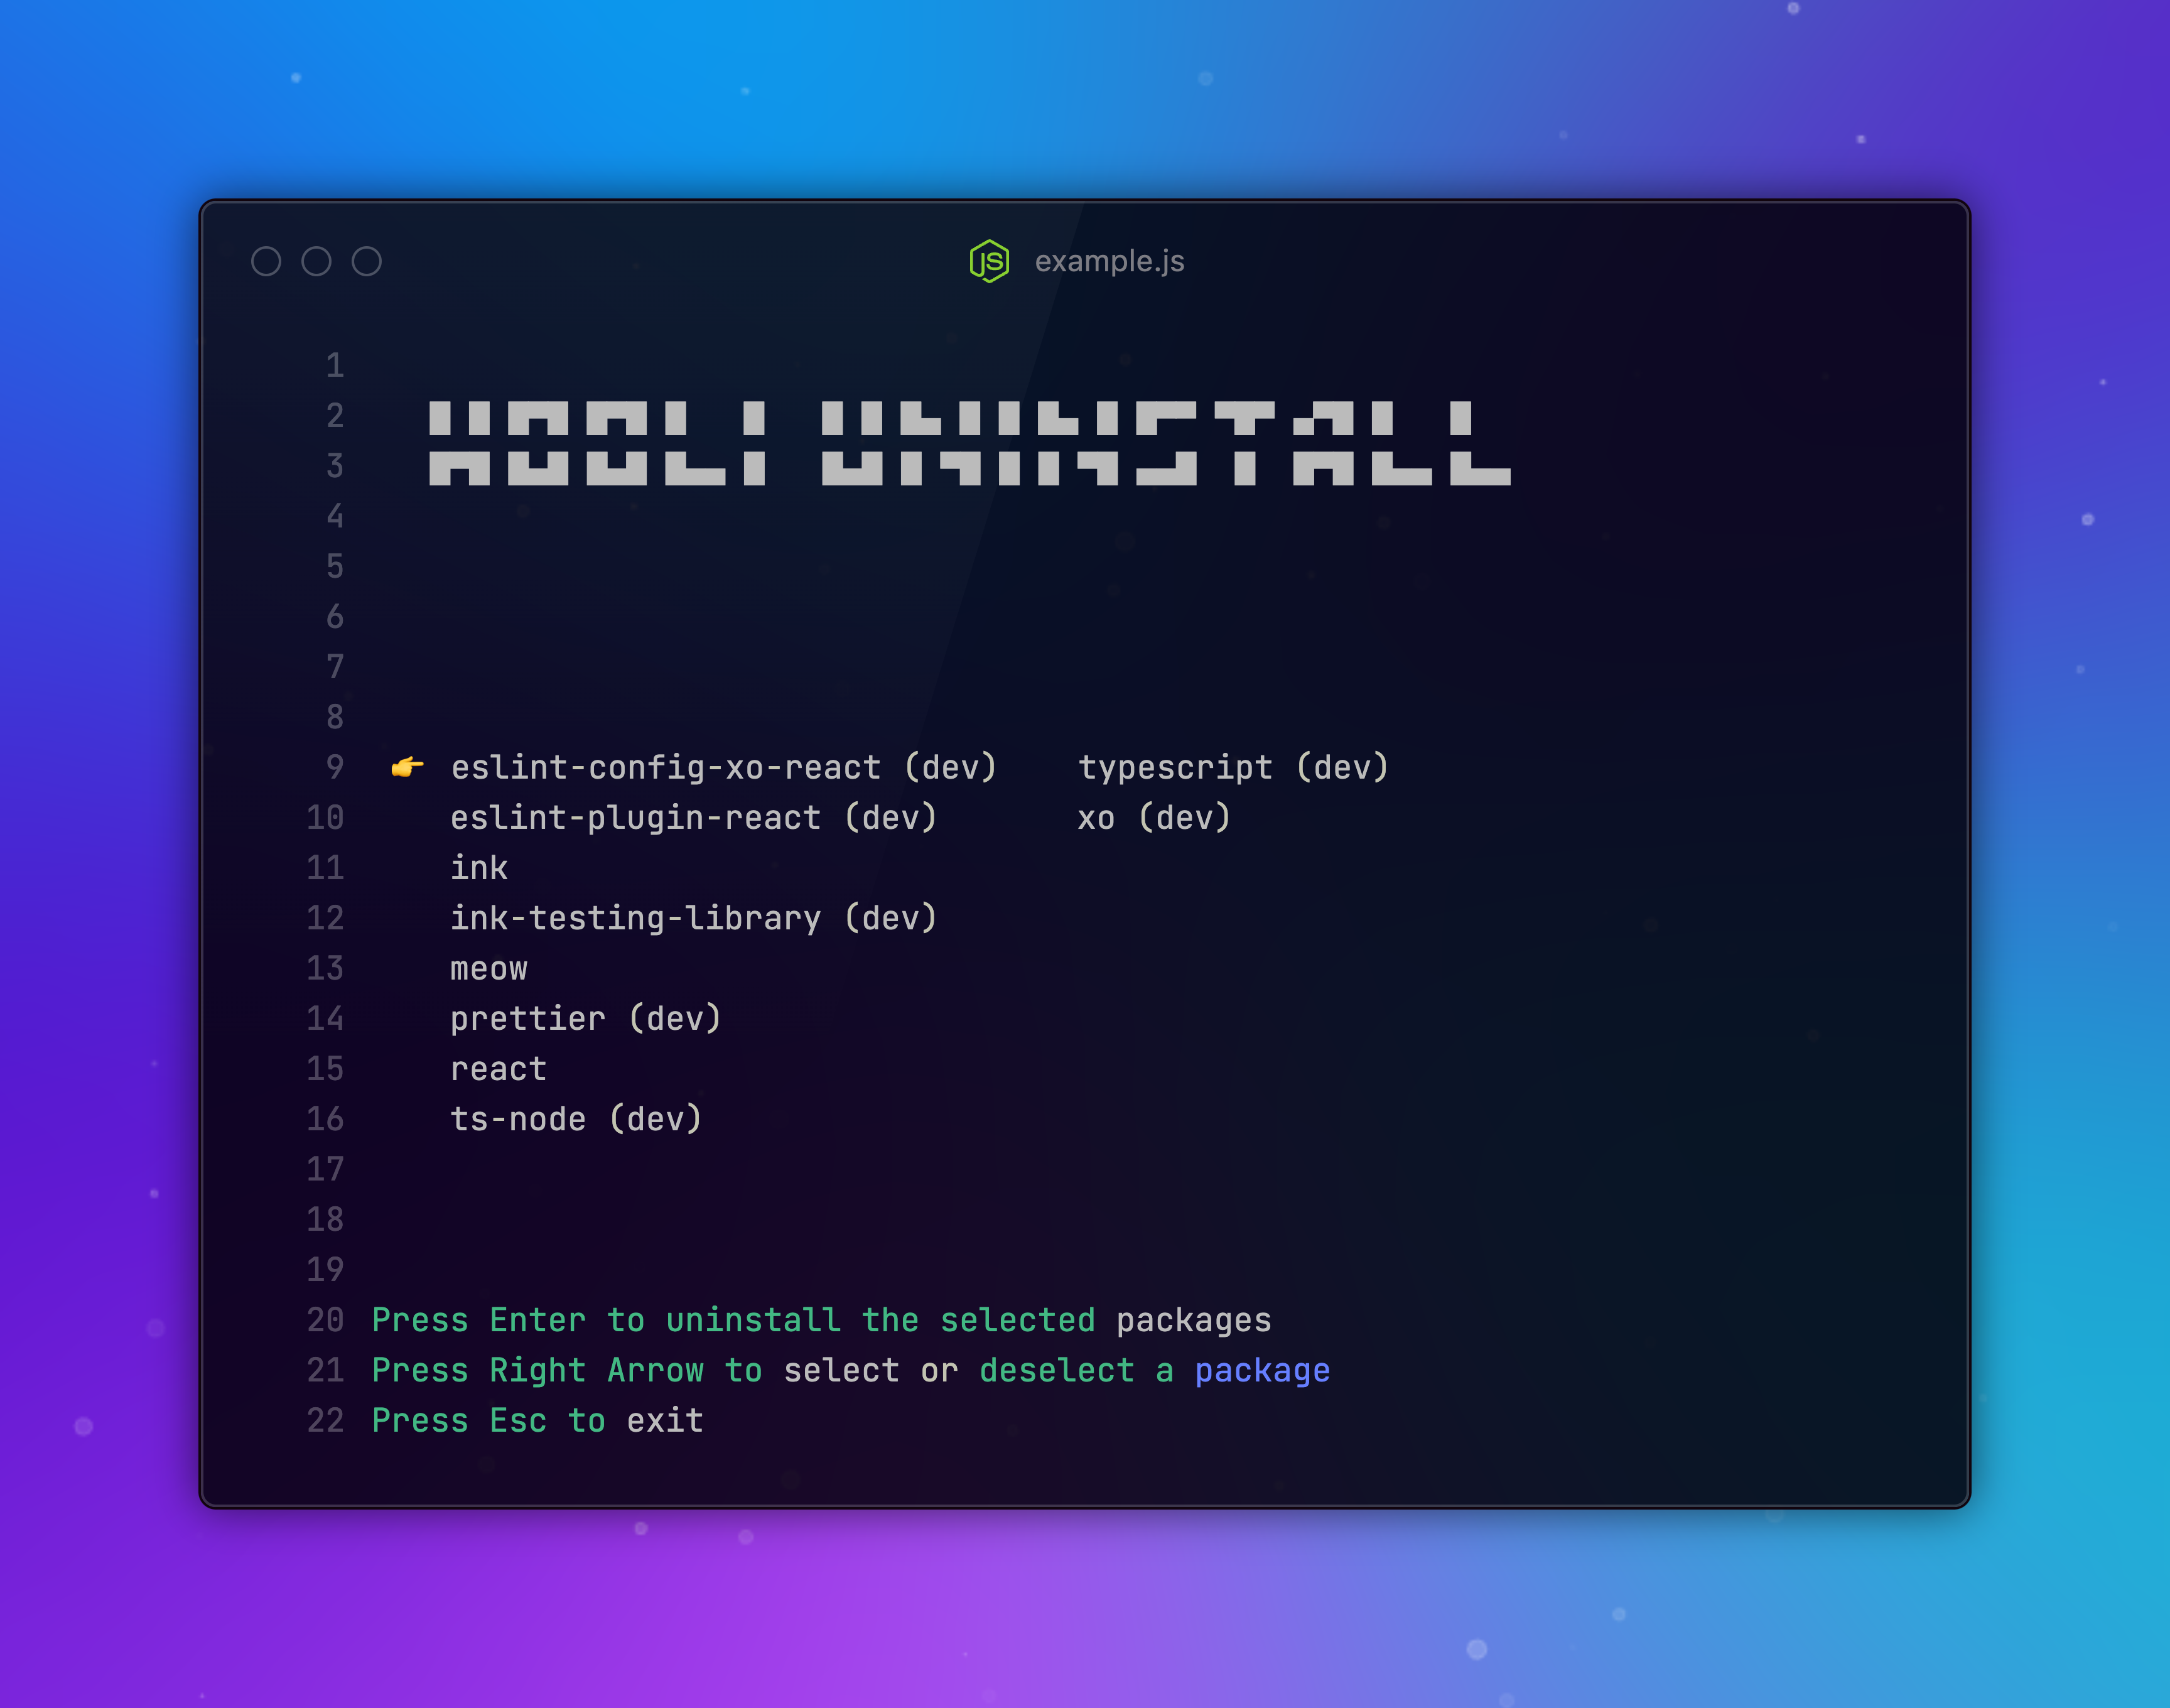 JS example.js
1
2 HOOLI UNINSTALL
3
4
5
6
7
8
9 👉 eslint-config-xo-react (dev) typescript (dev)
10 eslint-plugin-react (dev) xo (dev)
11 ink
12 ink-testing-library (dev)
13 meow
14 prettier (dev)
15 react
16 ts-node (dev)
17
18
19
20 Press Enter to uninstall the selected packages
21 Press Right Arrow to select or deselect a package
22 Press Esc to exit